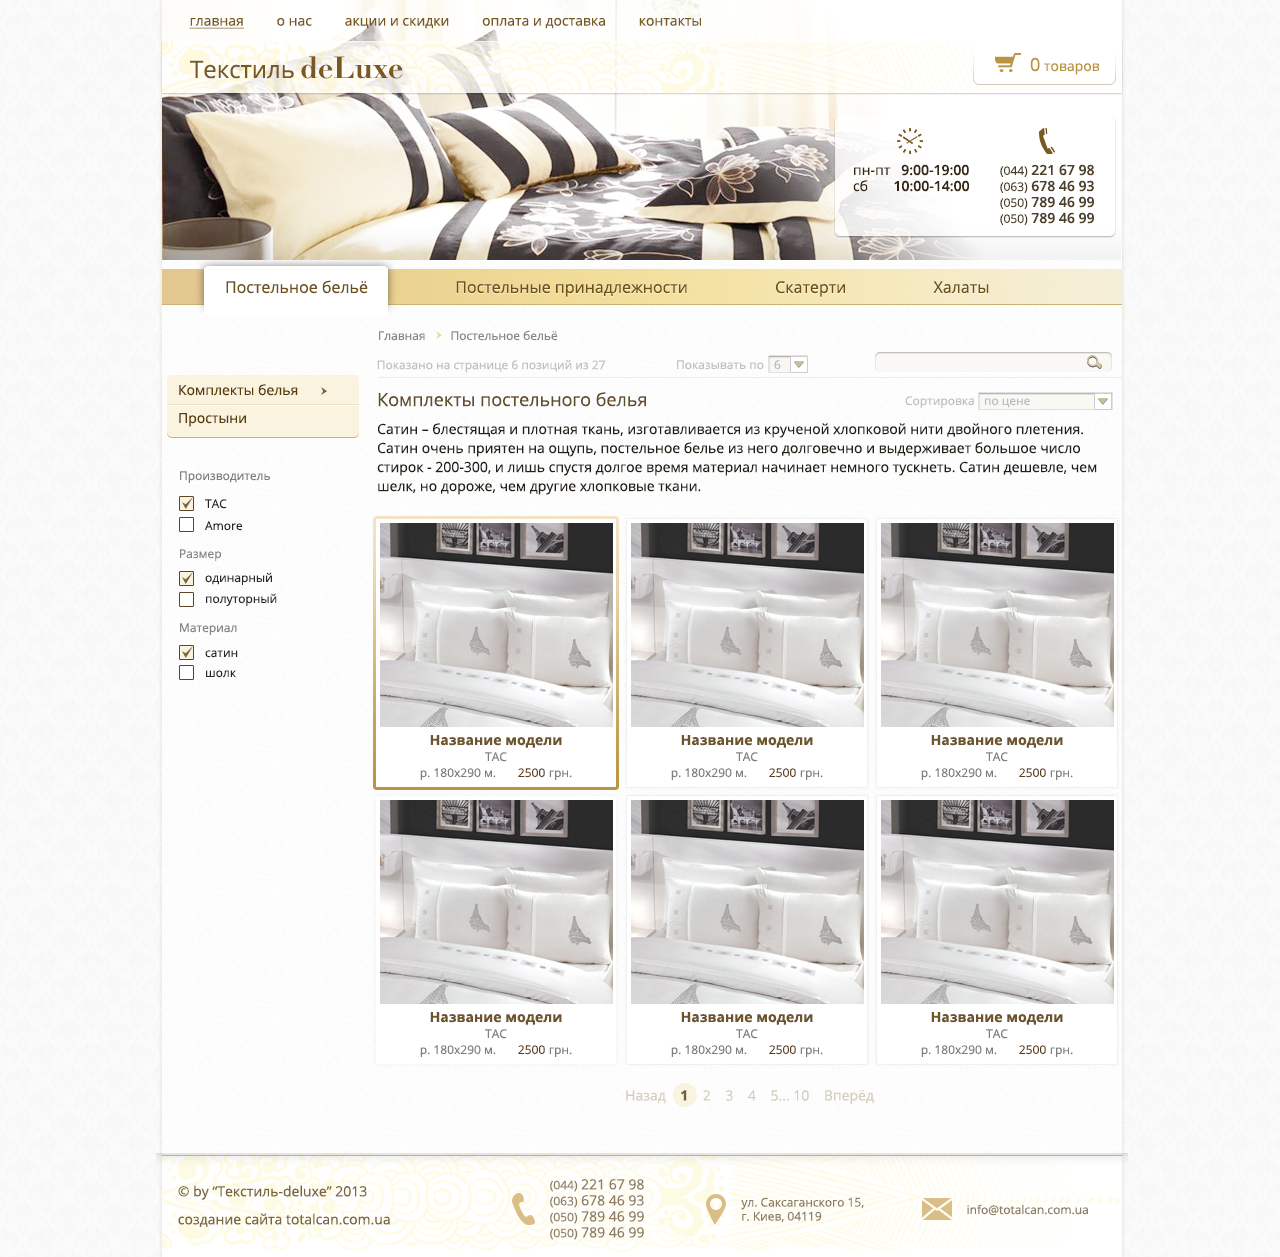 главная о нас акции и скидки оплата и доставка контакты
Текстиль deLuxe
0 товаров
пн-пт 9:00-19:00
сб 10:00-14:00
(044) 221 67 98
(063) 678 46 93
(050) 789 46 99
(050) 789 46 99
Постельное бельё Постельные принадлежности Скатерти Халаты
Главная Постельное бельё
Показано на странице 6 позиций из 27 Показывать по 6
Комплекты белья
Простыни
Производитель
TAC
Amore
Размер
одинарный
полуторный
Материал
сатин
шолк
Комплекты постельного белья
Сортировка по цене
Сатин – блестящая и плотная ткань, изготавливается из крученой хлопковой нити двойного плетения.
Сатин очень приятен на ощупь, постельное белье из него долговечно и выдерживает большое число
стирок - 200-300, и лишь спустя долгое время материал начинает немного тускнеть. Сатин дешевле, чем
шелк, но дороже, чем другие хлопковые ткани.
Название модели Название модели Название модели
TAC TAC TAC
р. 180x290 м. 2500 грн. р. 180x290 м. 2500 грн. р. 180x290 м. 2500 грн.
Название модели Название модели Название модели
TAC TAC TAC
р. 180x290 м. 2500 грн. р. 180x290 м. 2500 грн. р. 180x290 м. 2500 грн.
Назад 1 2 3 4 5... 10 Вперёд
© by “Текстиль-deluxe” 2013
создание сайта totalcan.com.ua
(044) 221 67 98
(063) 678 46 93
(050) 789 46 99
(050) 789 46 99
ул. Саксаганского 15,
г. Киев, 04119
info@totalcan.com.ua